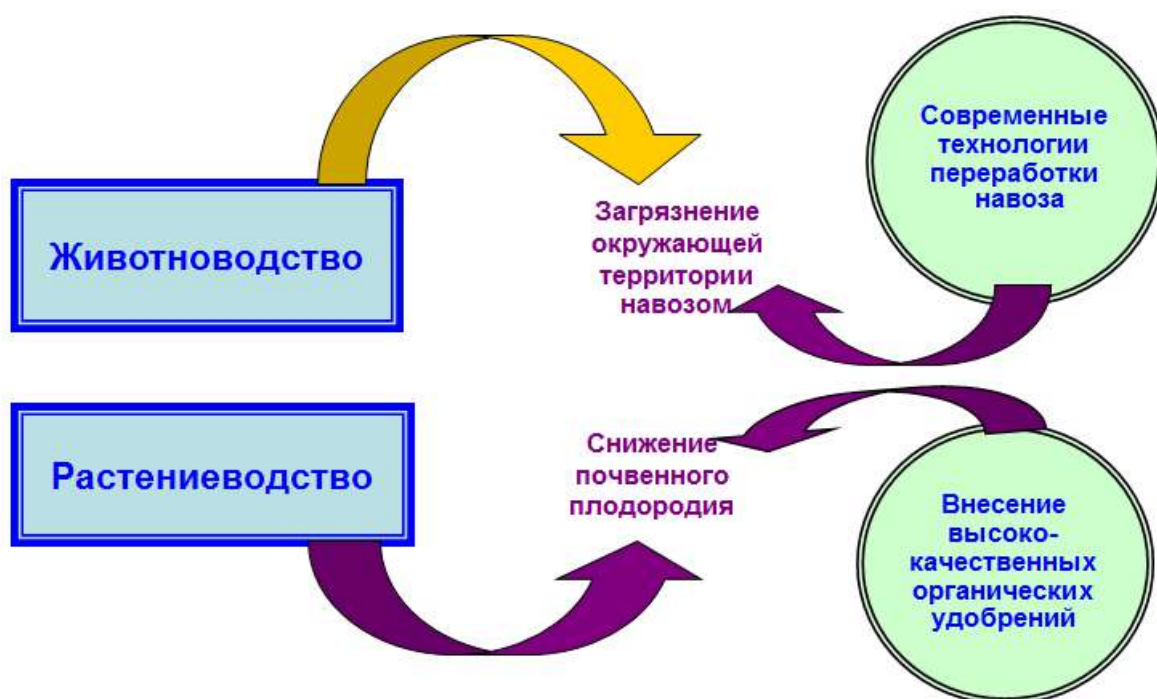 Животноводство
Загрязнение
окружающей
территории
навозом
Современные
технологии
переработки
навоза
Растениеводство
Снижение
почвенного
плодородия
Внесение
высоко-
качественных
органических
удобрений